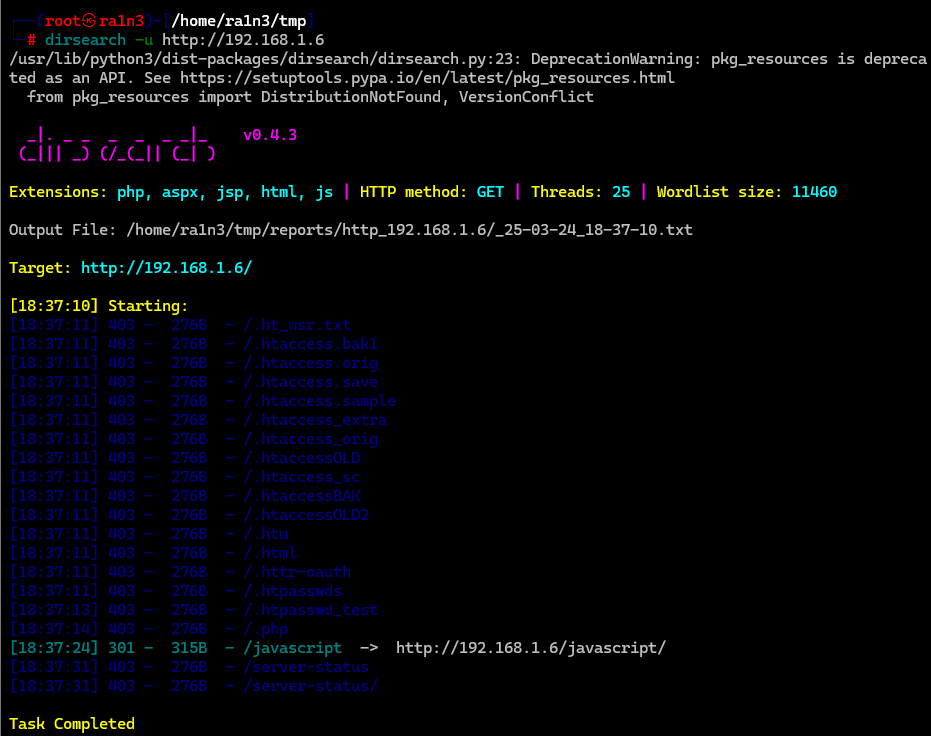 ┌──(root㉿ra1n3)-[/home/ra1n3/tmp]
└─# dirsearch -u http://192.168.1.6
/usr/lib/python3/dist-packages/dirsearch/dirsearch.py:23: DeprecationWarning: pkg_resources is depreca
ted as an API. See https://setuptools.pypa.io/en/latest/pkg_resources.html
  from pkg_resources import DistributionNotFound, VersionConflict
  _|. _ _  _  _  _ _|_    v0.4.3
 (_||| _) (/_(_|| (_| )
Extensions: php, aspx, jsp, html, js | HTTP method: GET | Threads: 25 | Wordlist size: 11460
Output File: /home/ra1n3/tmp/reports/http_192.168.1.6/_25-03-24_18-37-10.txt
Target: http://192.168.1.6/
[18:37:10] Starting:
[18:37:11] 403 -  276B  - /.ht_wsr.txt
[18:37:11] 403 -  276B  - /.htaccess.bak1
[18:37:11] 403 -  276B  - /.htaccess.orig
[18:37:11] 403 -  276B  - /.htaccess.save
[18:37:11] 403 -  276B  - /.htaccess.sample
[18:37:11] 403 -  276B  - /.htaccess_extra
[18:37:11] 403 -  276B  - /.htaccess_orig
[18:37:11] 403 -  276B  - /.htaccessOLD
[18:37:11] 403 -  276B  - /.htaccess_sc
[18:37:11] 403 -  276B  - /.htaccessBAK
[18:37:11] 403 -  276B  - /.htaccessOLD2
[18:37:11] 403 -  276B  - /.htm
[18:37:11] 403 -  276B  - /.html
[18:37:11] 403 -  276B  - /.httr-oauth
[18:37:11] 403 -  276B  - /.htpasswds
[18:37:13] 403 -  276B  - /.htpasswd_test
[18:37:14] 403 -  276B  - /.php
[18:37:24] 301 -  315B  - /javascript  ->  http://192.168.1.6/javascript/
[18:37:31] 403 -  276B  - /server-status
[18:37:31] 403 -  276B  - /server-status/
Task Completed